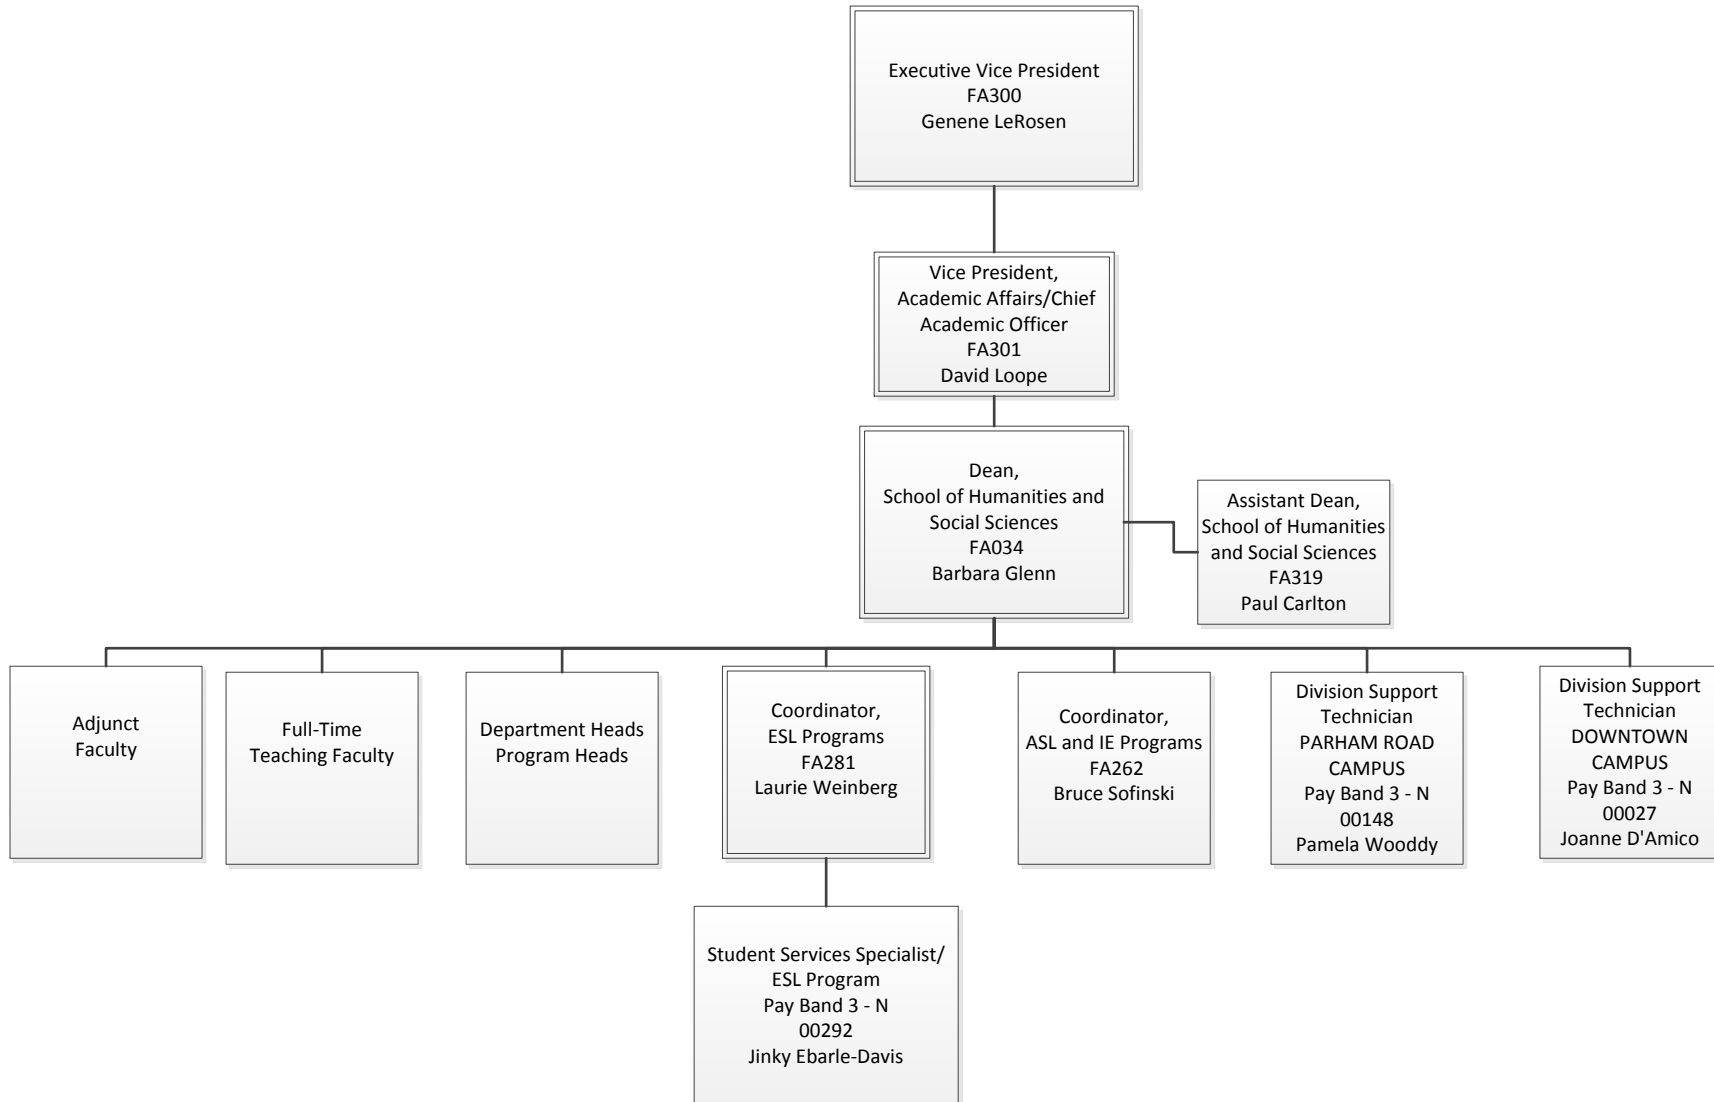 Executive Vice President
FA300
Genene LeRosen
Vice President,
Academic Affairs/Chief
Academic Officer
FA301
David Loope
Dean,
School of Humanities and
Social Sciences
FA034
Barbara Glenn
Assistant Dean,
School of Humanities
and Social Sciences
FA319
Paul Carlton
Adjunct
Faculty
Full-Time
Teaching Faculty
Department Heads
Program Heads
Coordinator,
ESL Programs
FA281
Laurie Weinberg
Coordinator,
ASL and IE Programs
FA262
Bruce Sofinski
Division Support
Technician
PARHAM ROAD
CAMPUS
Pay Band 3 - N
00148
Pamela Wooddy
Division Support
Technician
DOWNTOWN
CAMPUS
Pay Band 3 - N
00027
Joanne D'Amico
Student Services Specialist/
ESL Program
Pay Band 3 - N
00292
Jinky Ebarle-Davis